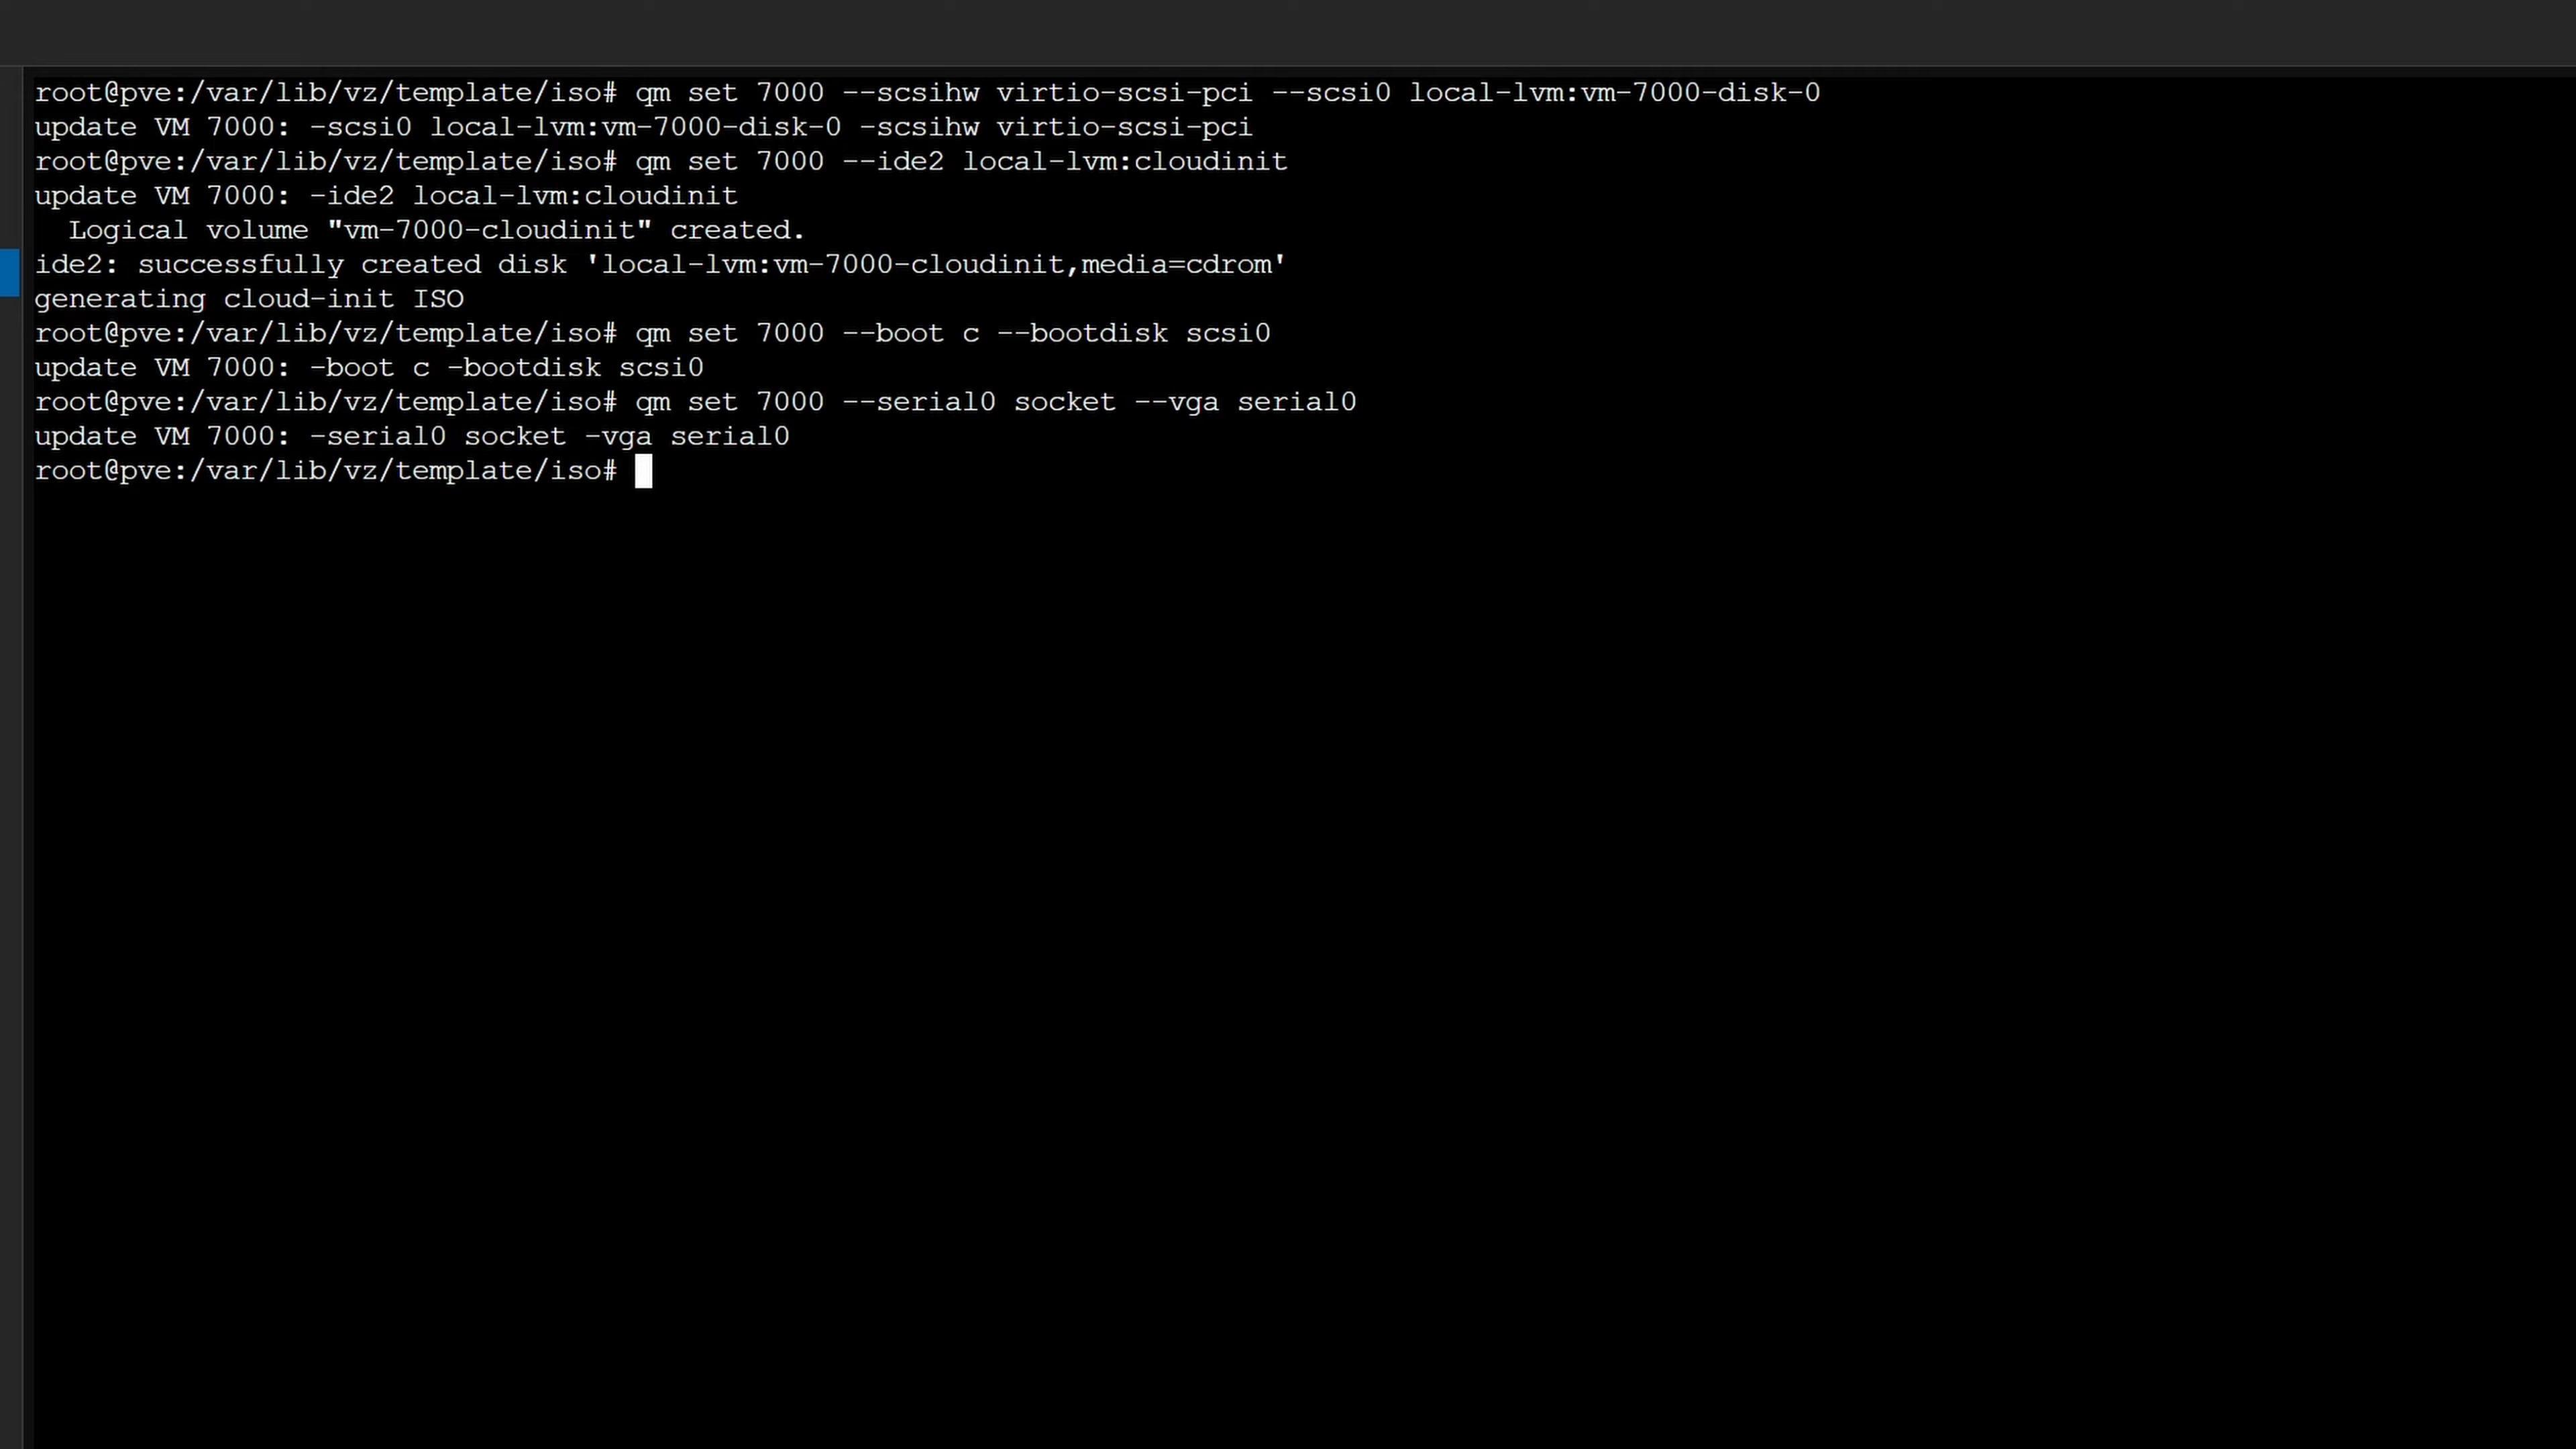 root@pve:/var/lib/vz/template/iso# qm set 7000 --scsihw virtio-scsi-pci --scsi0 local-lvm:vm-7000-disk-0
update VM 7000: -scsi0 local-lvm:vm-7000-disk-0 -scsihw virtio-scsi-pci
root@pve:/var/lib/vz/template/iso# qm set 7000 --ide2 local-lvm:cloudinit
update VM 7000: -ide2 local-lvm:cloudinit
  Logical volume "vm-7000-cloudinit" created.
ide2: successfully created disk 'local-lvm:vm-7000-cloudinit,media=cdrom'
generating cloud-init ISO
root@pve:/var/lib/vz/template/iso# qm set 7000 --boot c --bootdisk scsi0
update VM 7000: -boot c -bootdisk scsi0
root@pve:/var/lib/vz/template/iso# qm set 7000 --serial0 socket --vga serial0
update VM 7000: -serial0 socket -vga serial0
root@pve:/var/lib/vz/template/iso#